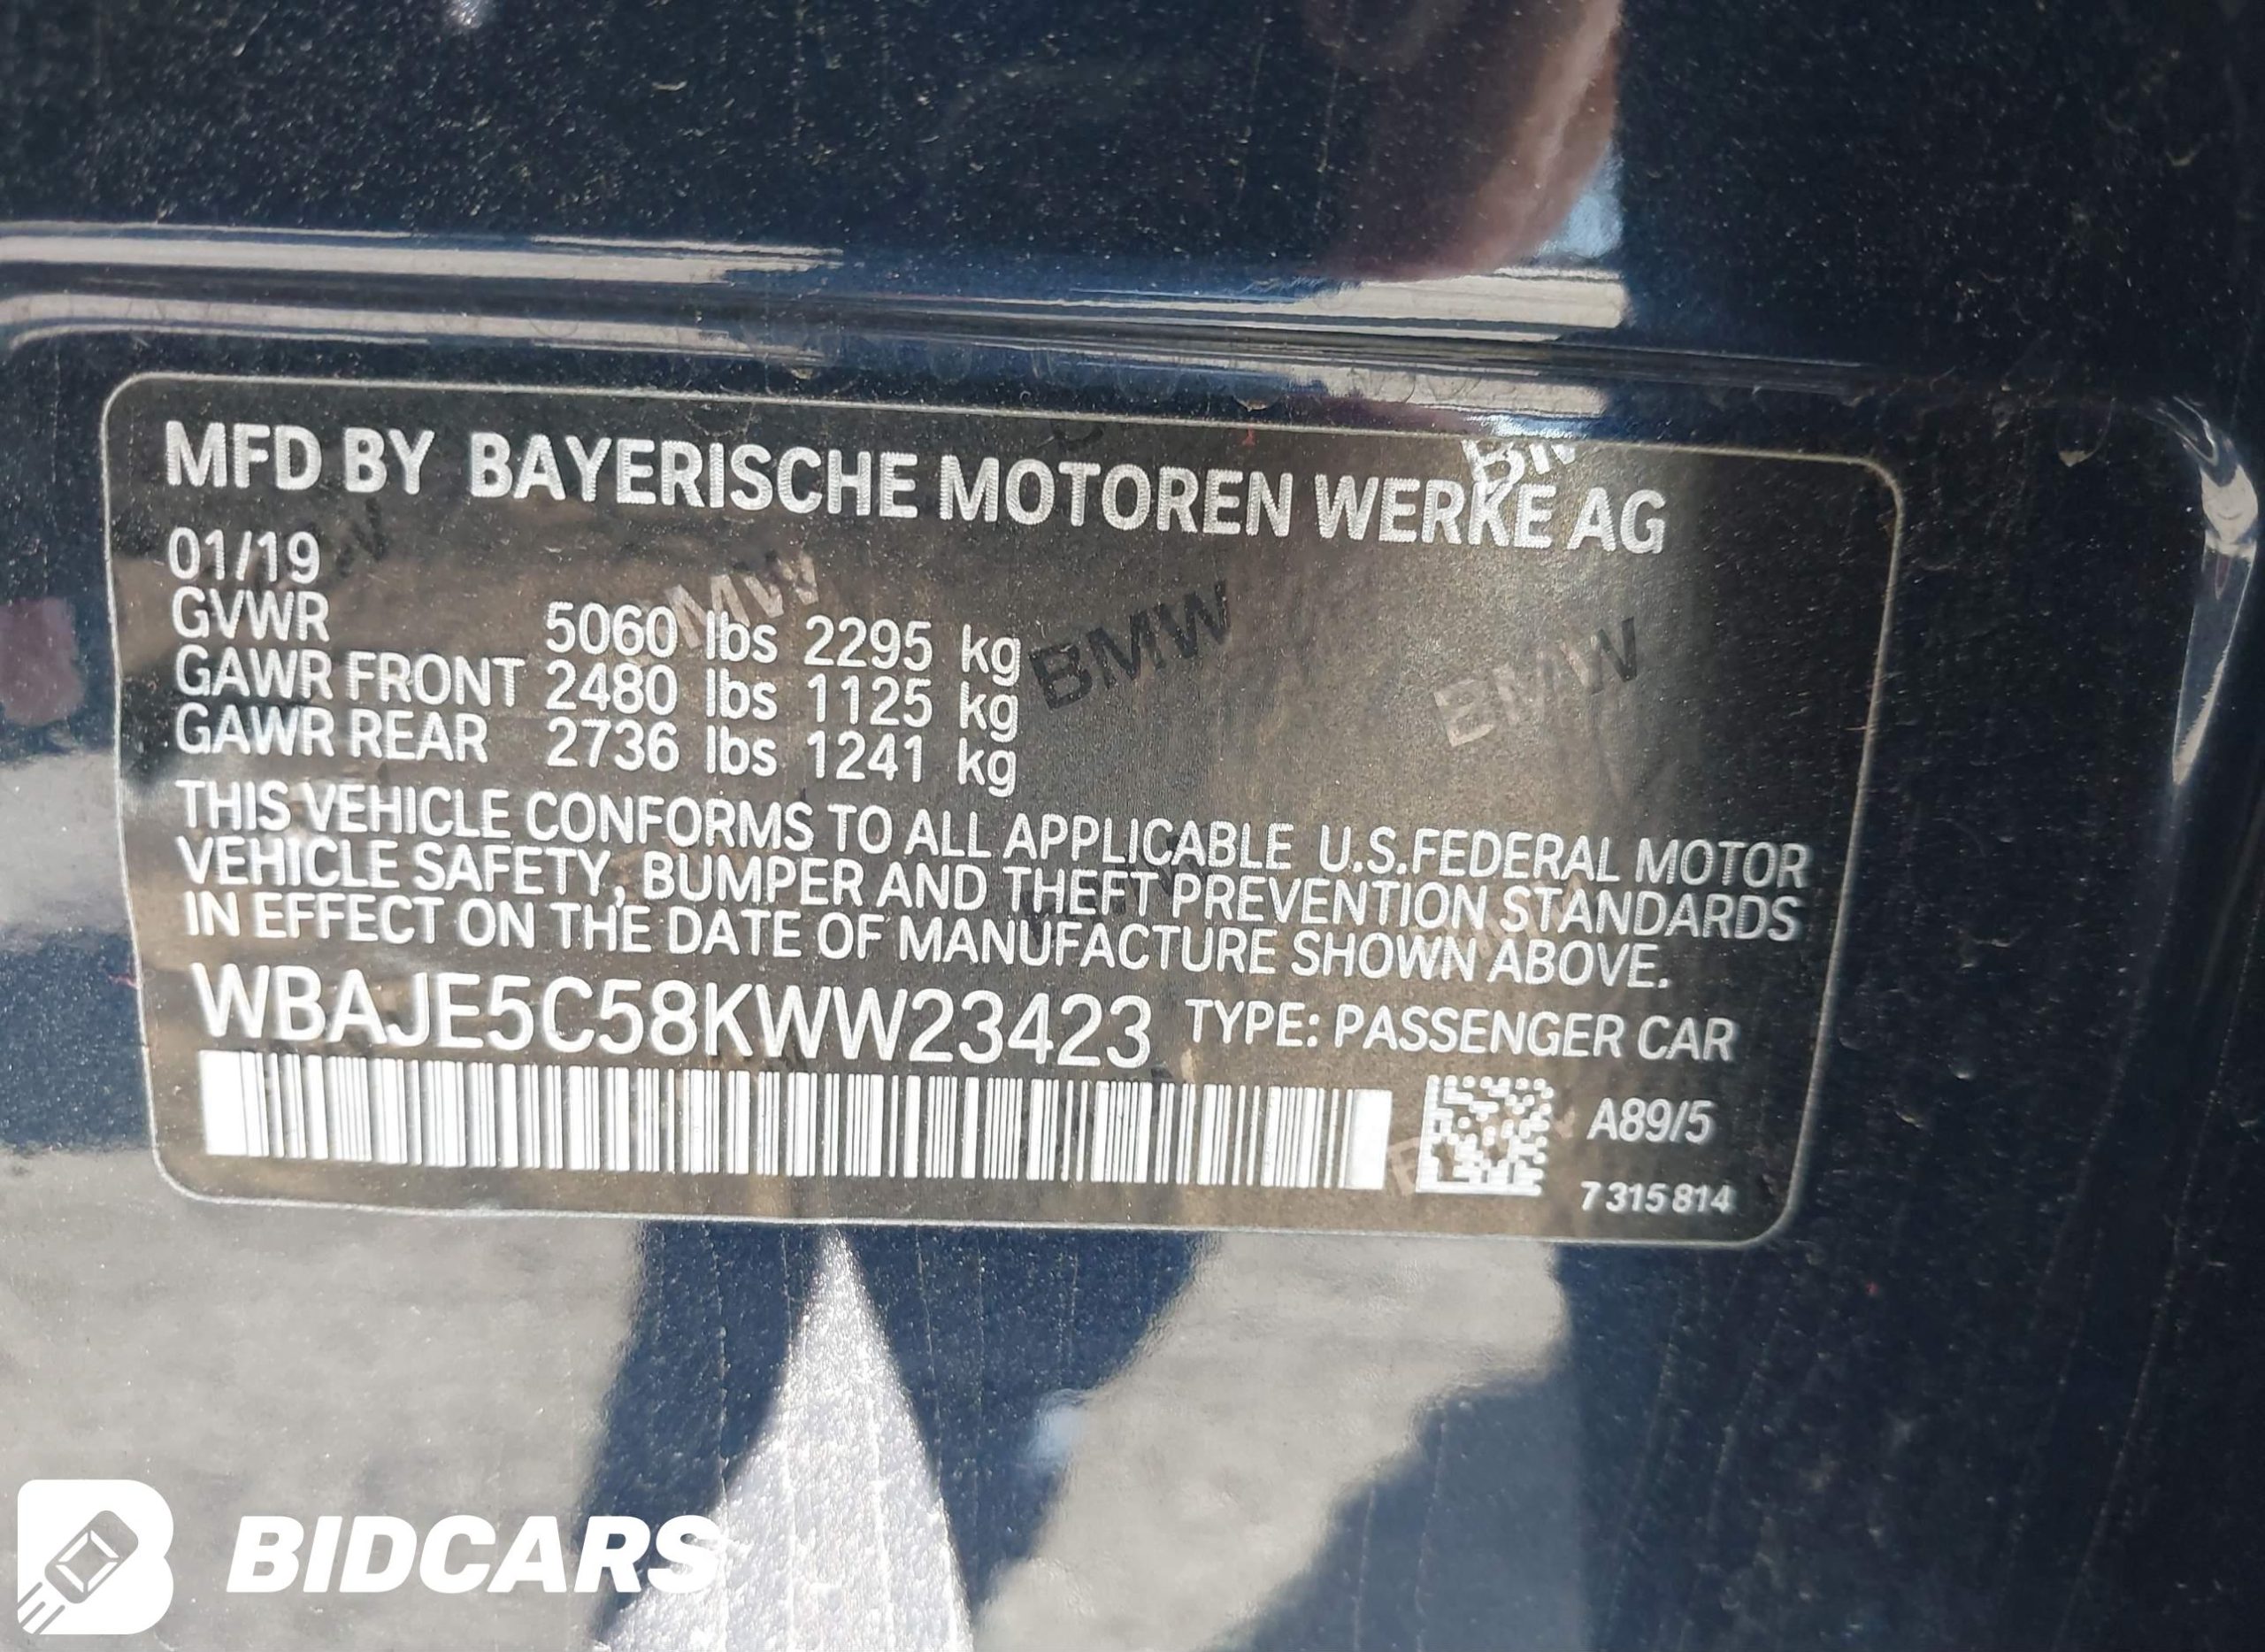 MFD BY BAYERISCHE MOTOREN WERKE AG
01/19
GVWR 5060 lbs 2295 kg
GAWR FRONT 2480 lbs 1125 kg
GAWR REAR 2736 lbs 1241 kg
THIS VEHICLE CONFORMS TO ALL APPLICABLE U.S.FEDERAL MOTOR
VEHICLE SAFETY, BUMPER AND THEFT PREVENTION STANDARDS
IN EFFECT ON THE DATE OF MANUFACTURE SHOWN ABOVE.
WBAJE5C58KWW23423 TYPE: PASSENGER CAR
A89/5
7 315 814
BMW BMW BMW
BIDCARS